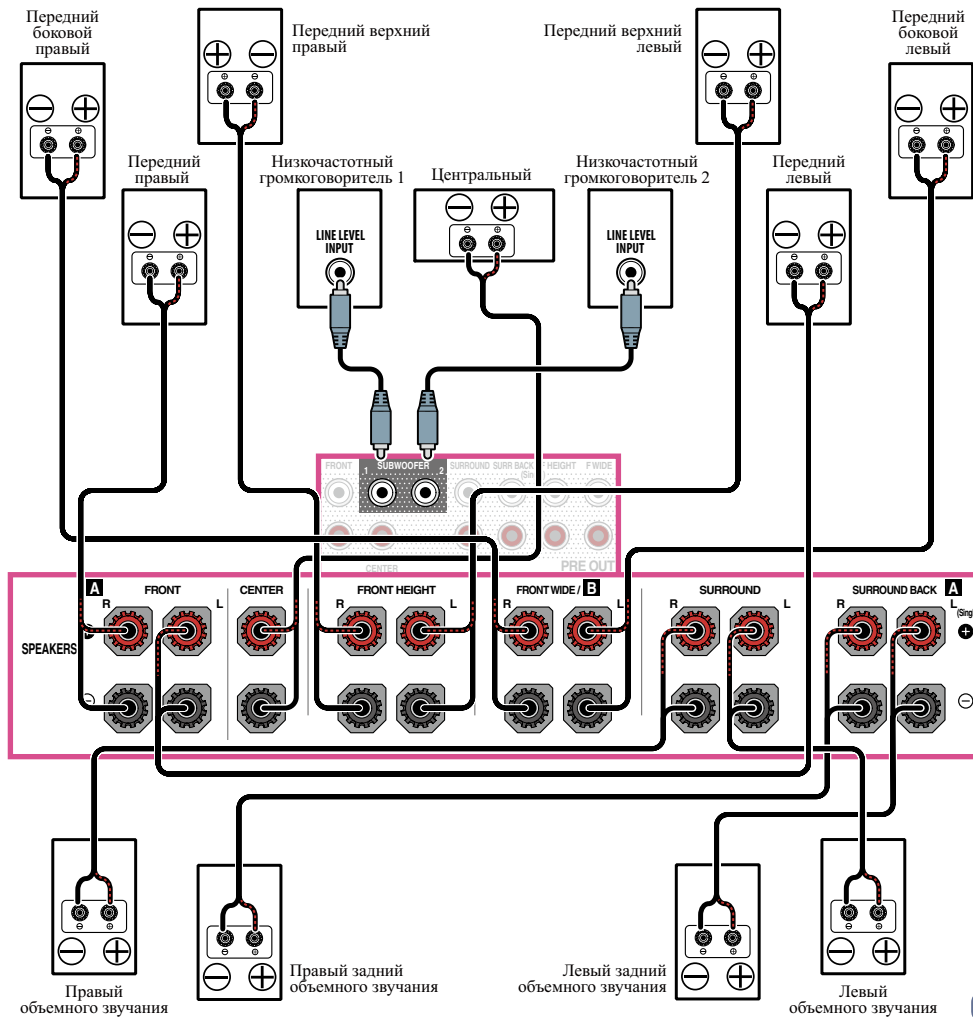 Передний
боковой
правый
Передний верхний
правый
Передний верхний
левый
Передний
боковой
левый
Передний
правый
Низкочастотный
громкоговоритель 1
Центральный
Низкочастотный
громкоговоритель 2
Передний
левый
LINE LEVEL
INPUT
LINE LEVEL
INPUT
FRONT
1 SUBWOOFER 2
SURROUND
SURR BACK
HEIGHT
F WIDE
CENTER
PRE OUT
A
FRONT
CENTER
FRONT HEIGHT
FRONT WIDE / B
SURROUND
SURROUND BACK A
R L
R L
R L
R L
R L
(Singl
SPEAKERS
Правый
объемного звучания
Правый задний
объемного звучания
Левый задний
объемного звучания
Левый
объемного звучания